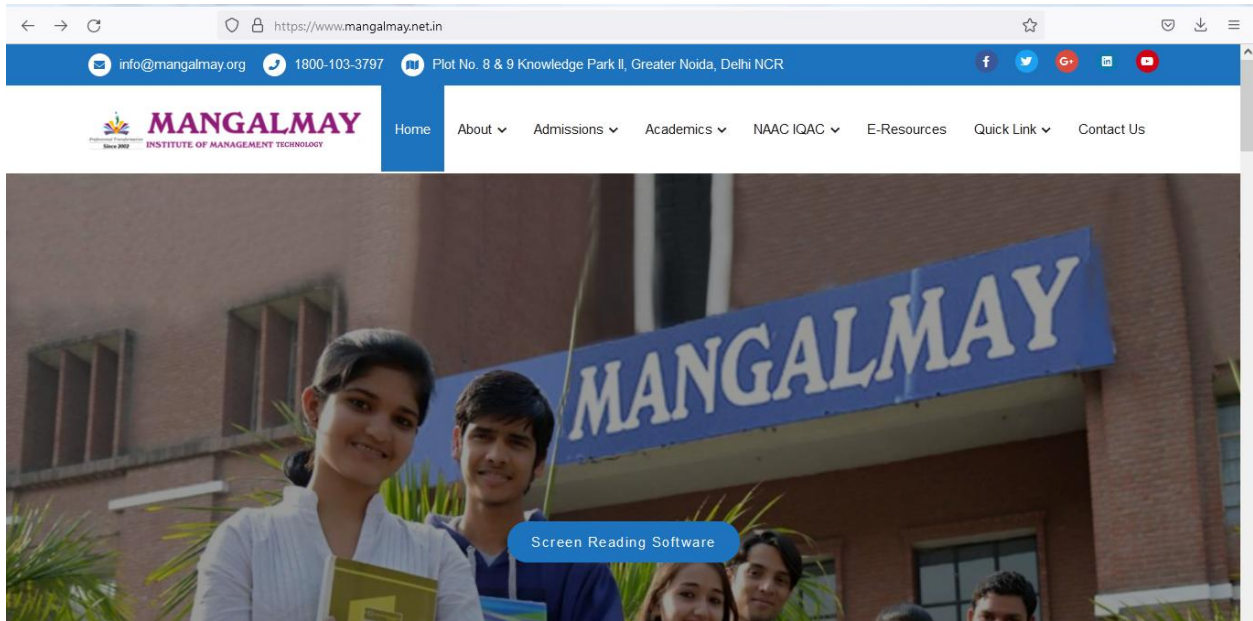 https://www.mangalmay.net.in
info@mangalmay.org 1800-103-3797 Plot No. 8 & 9 Knowledge Park II, Greater Noida, Delhi NCR
MANGALMAY
INSTITUTE OF MANAGEMENT TECHNOLOGY
Since 2002
Home About Admissions Academics NAAC IQAC E-Resources Quick Link Contact Us
MANGALMAY
Screen Reading Software